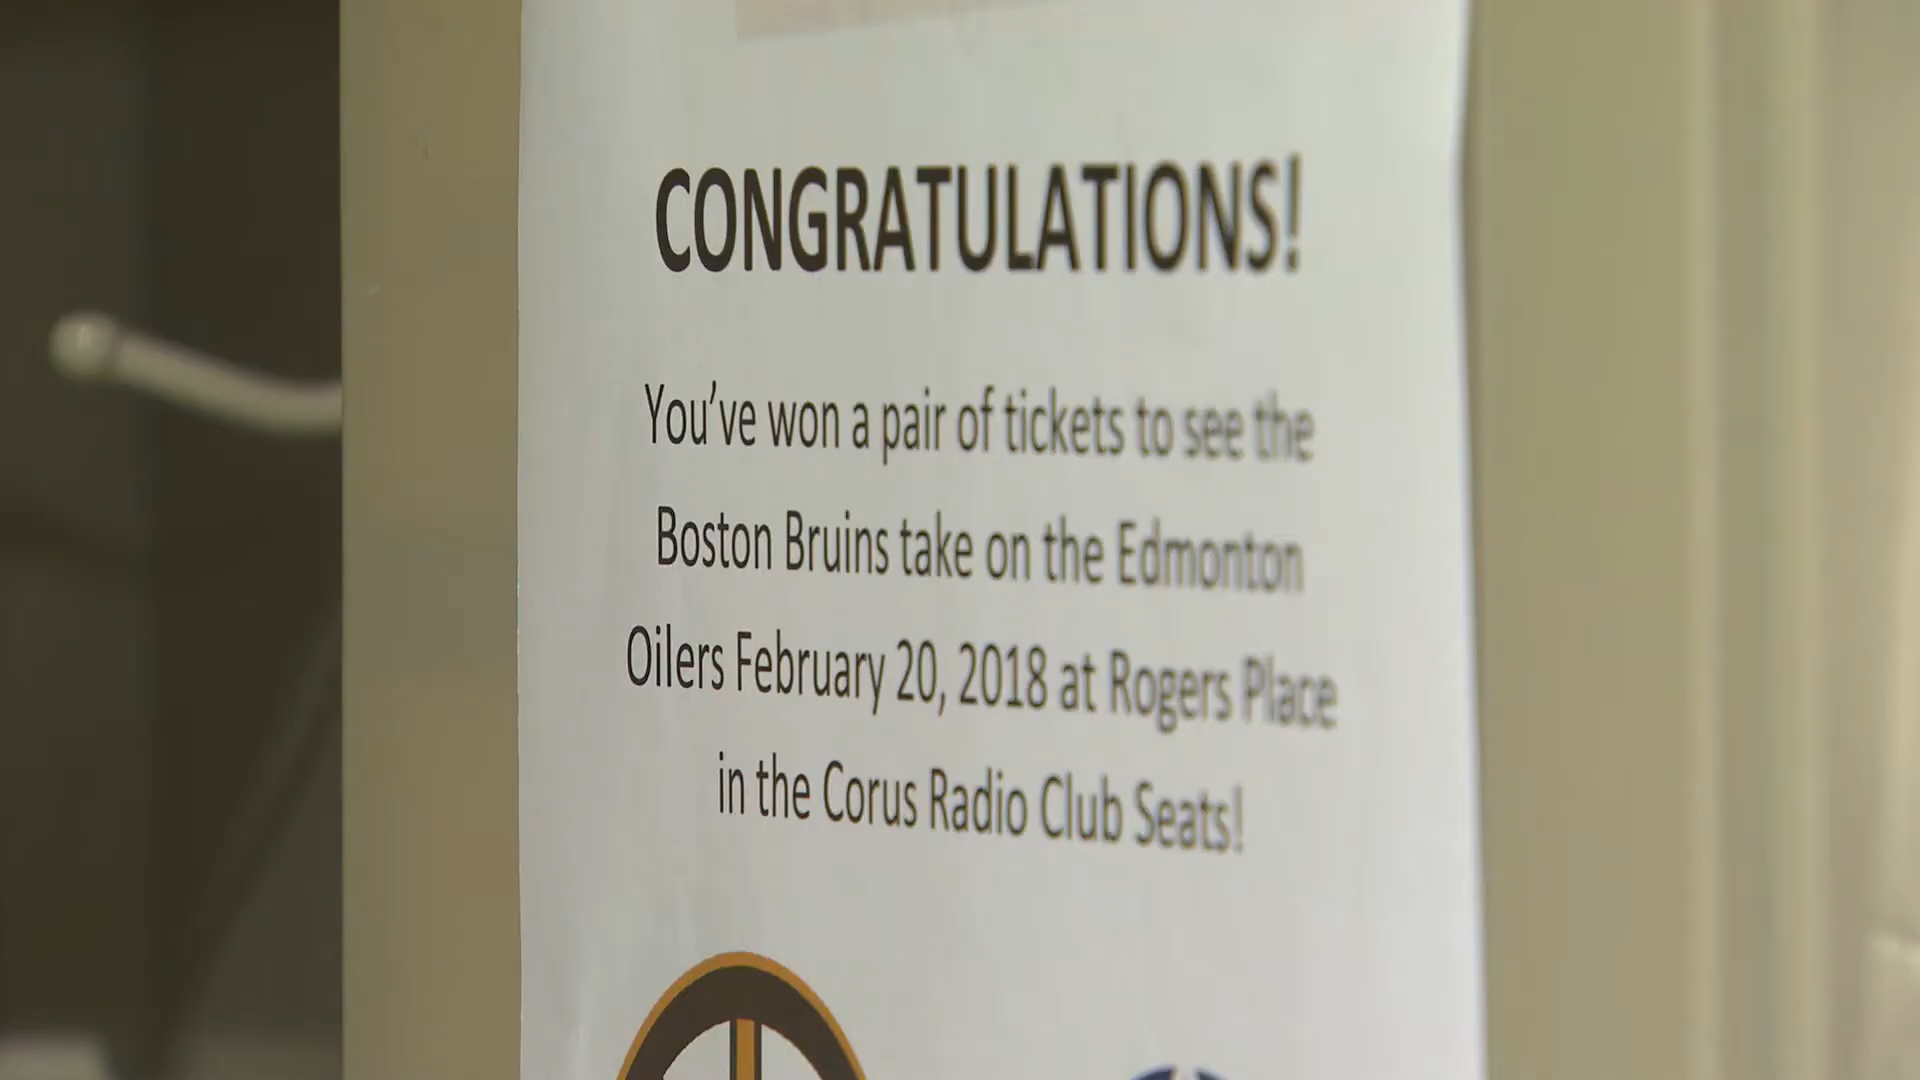 CONGRATULATIONS!
You've won a pair of tickets to see the
Boston Bruins take on the Edmonton
Oilers February 20, 2018 at Rogers Place
in the Corus Radio Club Seats!